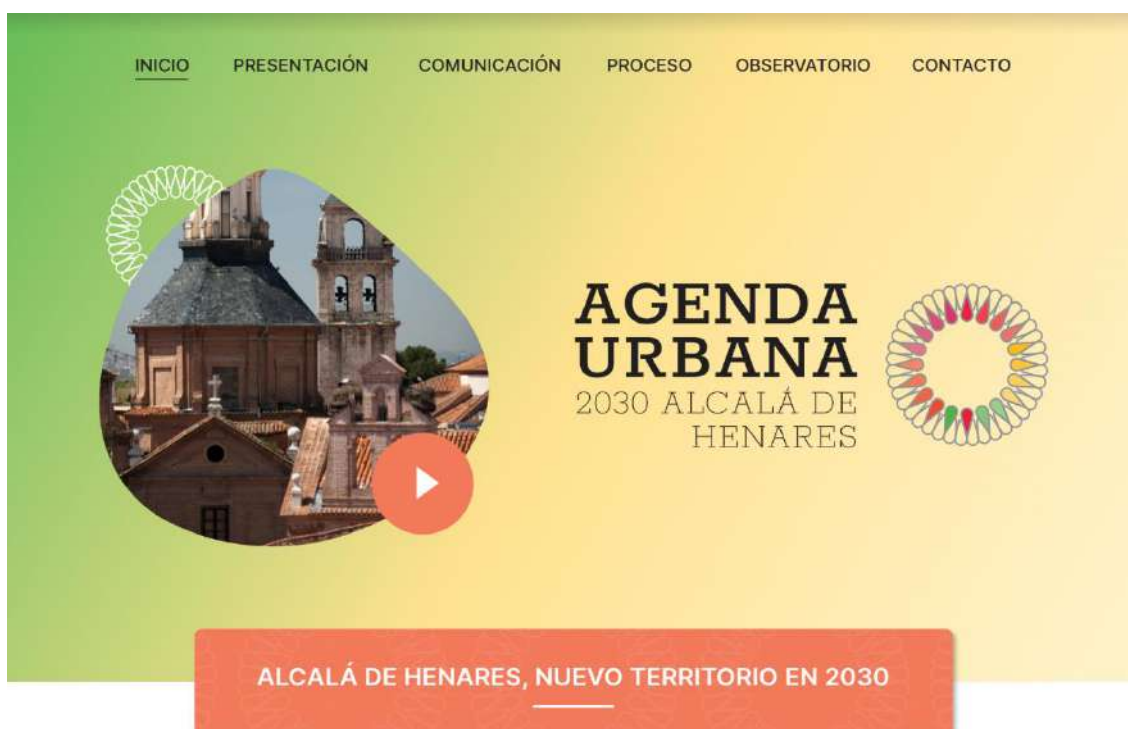 INICIO PRESENTACIÓN COMUNICACIÓN PROCESO OBSERVATORIO CONTACTO
AGENDA
URBANA
2030 ALCALÁ DE
HENARES
ALCALÁ DE HENARES, NUEVO TERRITORIO EN 2030